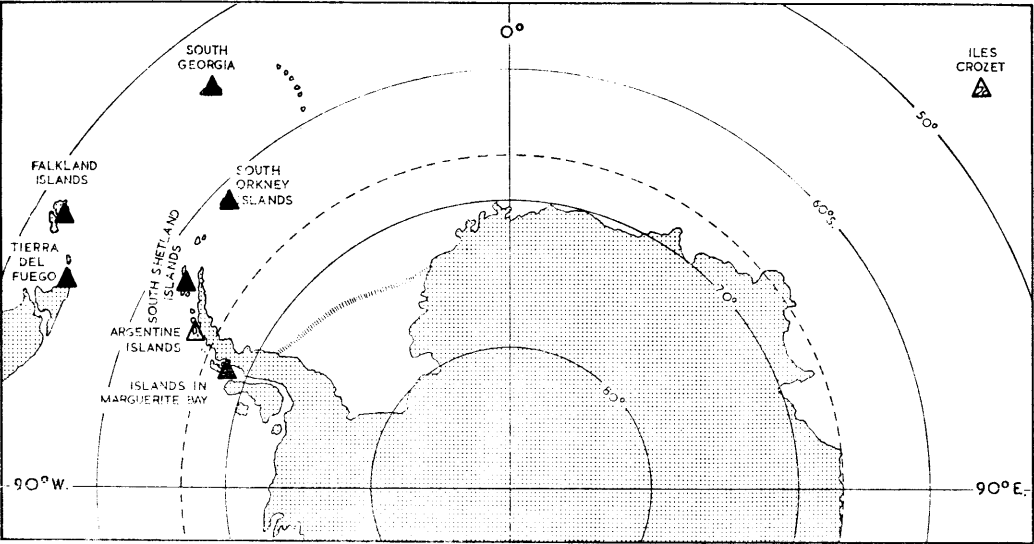 0°
SOUTH
GEORGIA
ILES
CROZET
50°
FALKLAND
ISLANDS
SOUTH
ORKNEY
ISLANDS
60°S.
TIERRA
DEL
FUEGO
SOUTH SHETLAND
ISLANDS
70°
ARGENTINE
ISLANDS
ISLANDS IN
MARGUERITE BAY
80°
90°W.
90°E.